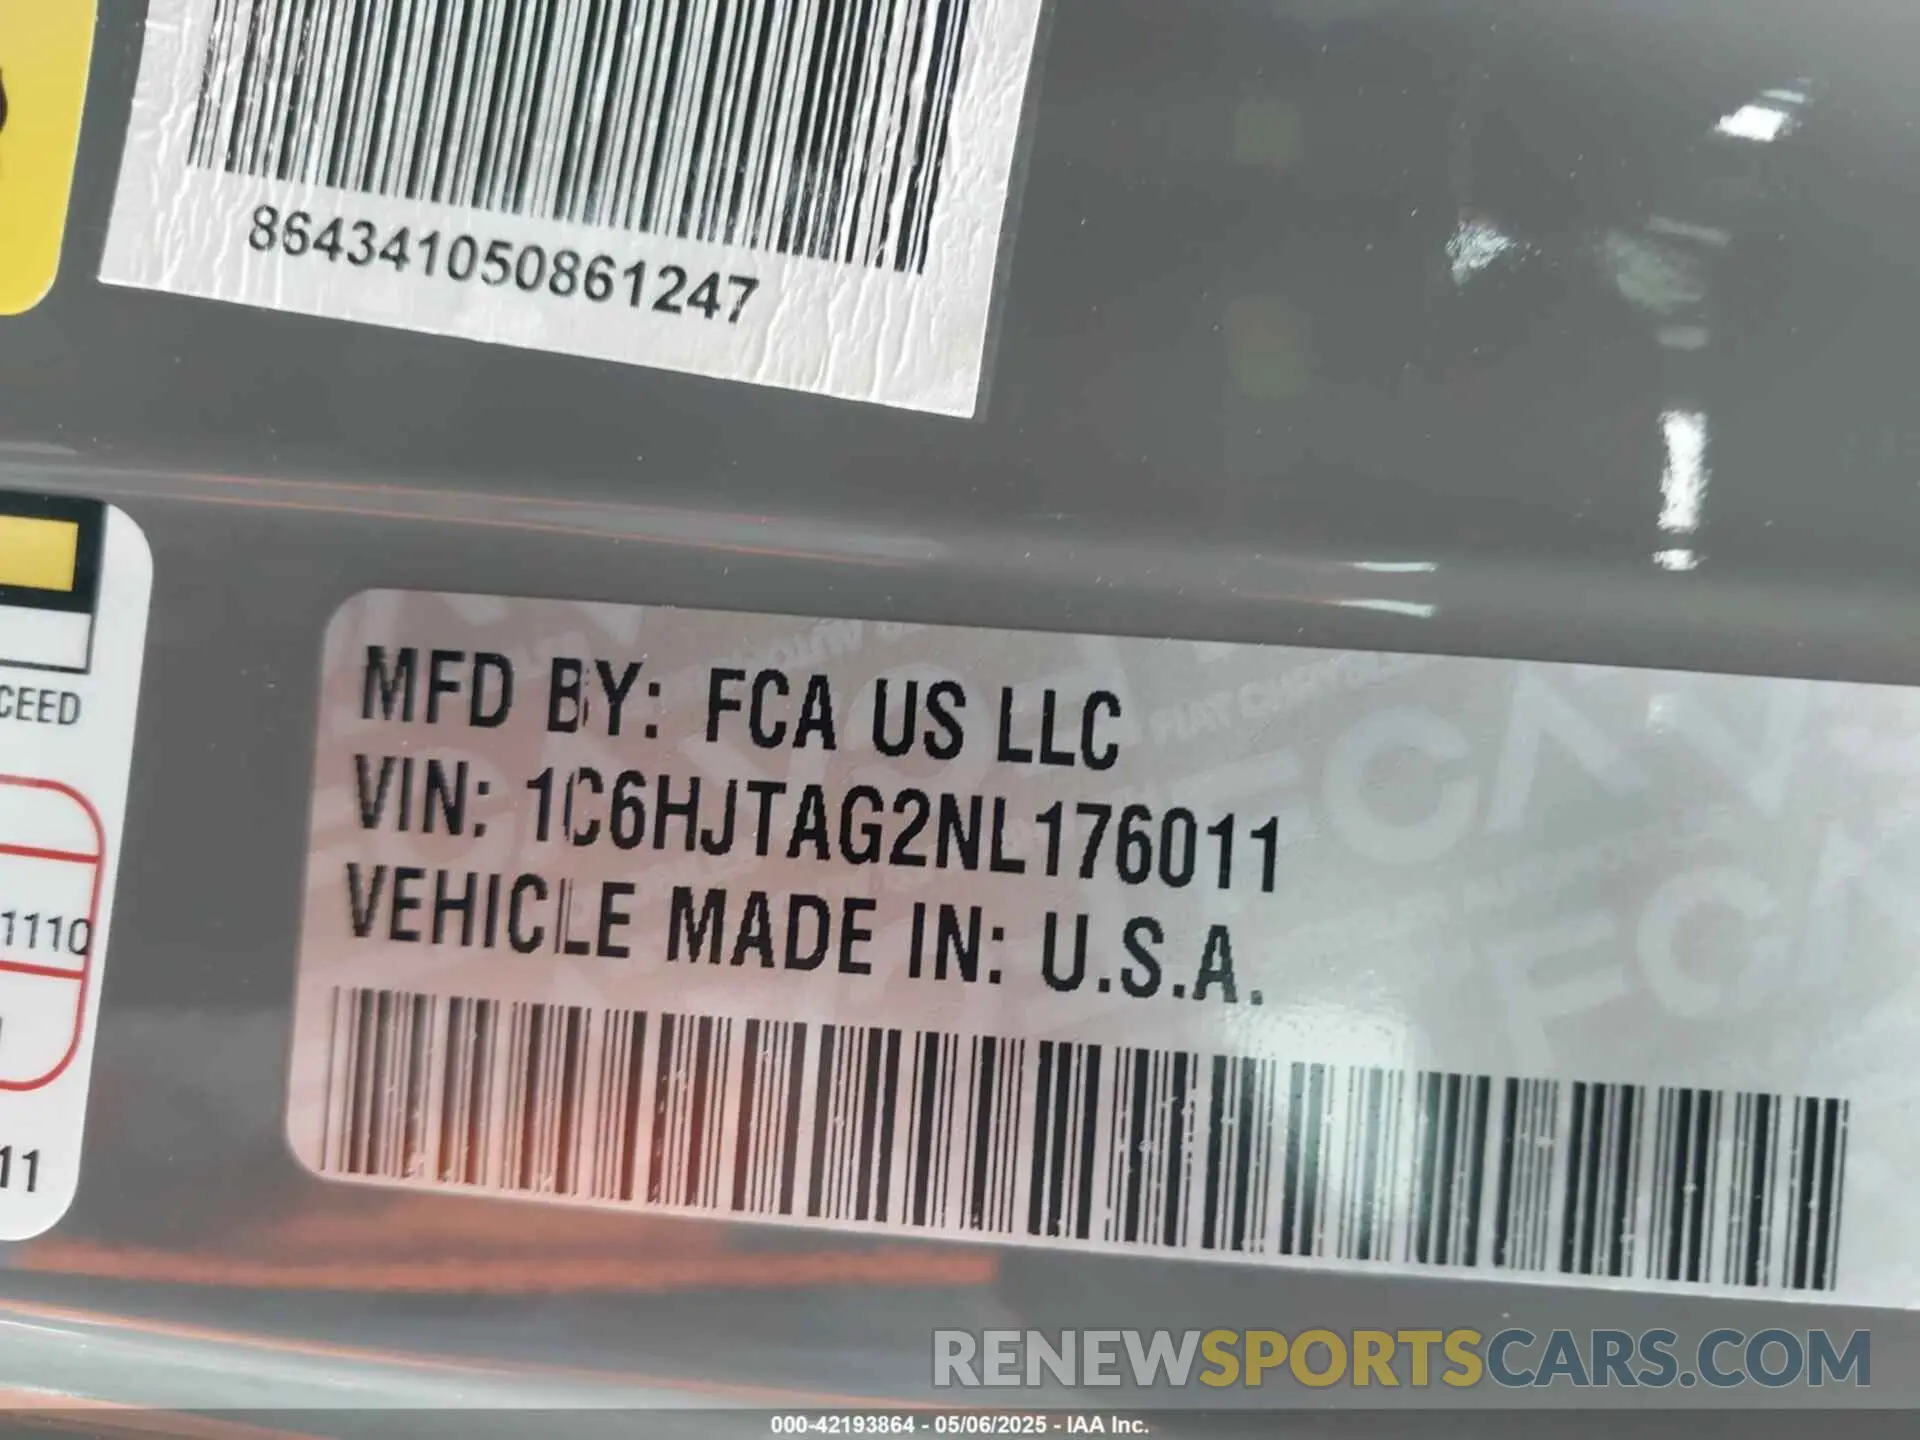 864341050861247
CEED
MFD BY: FCA US LLC
VIN: 1C6HJTAG2NL176011
VEHICLE MADE IN: U.S.A.
1110
11
RENEWSPORTSCARS.COM
000-42193864 - 05/06/2025 - IAA Inc.